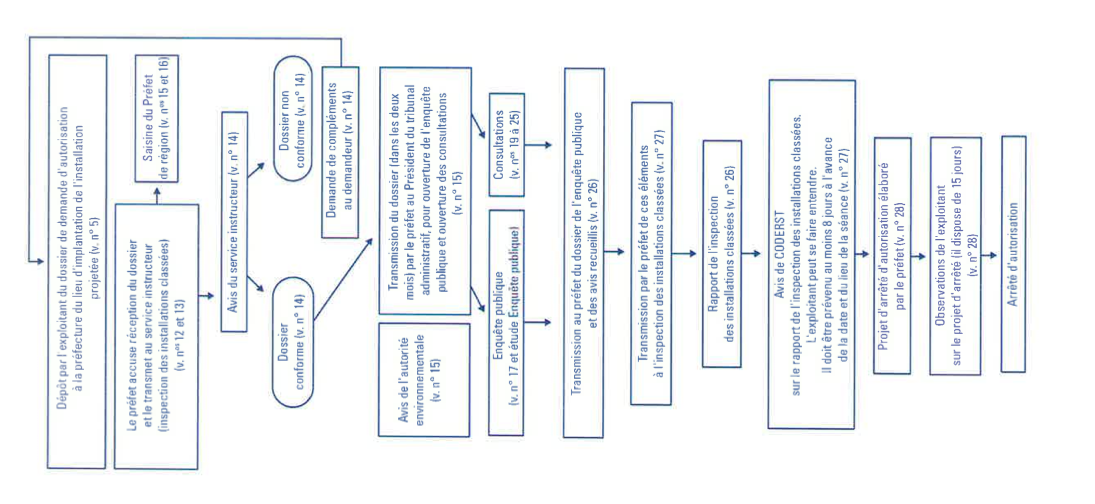 Dépôt par l'exploitant du dossier de demande d'autorisation
à la préfecture du lieu d'implantation de l'installation
projetée (v. n° 5)
Le préfet accuse réception du dossier
et le transmet au service instructeur
(inspection des installations classées)
(v. nos 12 et 13)
Saisine du Préfet
de région (v. nos 15 et 16)
Avis du service instructeur (v. n° 14)
Dossier
conforme (v. n° 14)
Dossier non
conforme (v. n° 14)
Demande de compléments
au demandeur (v. n° 14)
Avis de l'autorité
environnementale
(v. n° 15)
Transmission du dossier (dans les deux
mois) par le préfet au Président du tribunal
administratif, pour ouverture de l'enquête
publique et ouverture des consultations
(v. n° 15)
Enquête publique
(v. n° 17 et étude Enquête publique)
Consultations
(v. nos 19 à 25)
Transmission au préfet du dossier de l'enquête publique
et des avis recueillis (v. n° 26)
Transmission par le préfet de ces éléments
à l'inspection des installations classées (v. n° 27)
Rapport de l'inspection
des installations classées (v. n° 26)
Avis de CODERST
sur le rapport de l'inspection des installations classées.
L'exploitant peut se faire entendre.
Il doit être prévenu au moins 8 jours à l'avance
de la date et du lieu de la séance (v. n° 27)
Projet d'arrêté d'autorisation élaboré
par le préfet (v. n° 28)
Observations de l'exploitant
sur le projet d'arrêté (il dispose de 15 jours)
(v. n° 28)
Arrêté d'autorisation